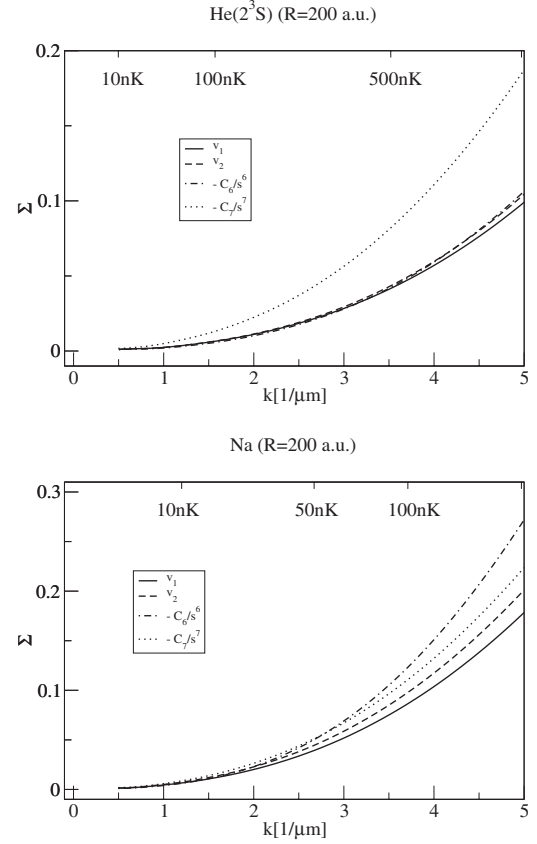 He(2³S) (R=200 a.u.)
0.2
10nK 100nK 500nK
v₁
v₂
- C₆/s⁶
- C₇/s⁷
0.1
Σ
0
0 1 2 3 4 5
k[1/μm]
Na (R=200 a.u.)
0.3
10nK 50nK 100nK
v₁
v₂
- C₆/s⁶
- C₇/s⁷
0.2
Σ
0.1
0
0 1 2 3 4 5
k[1/μm]